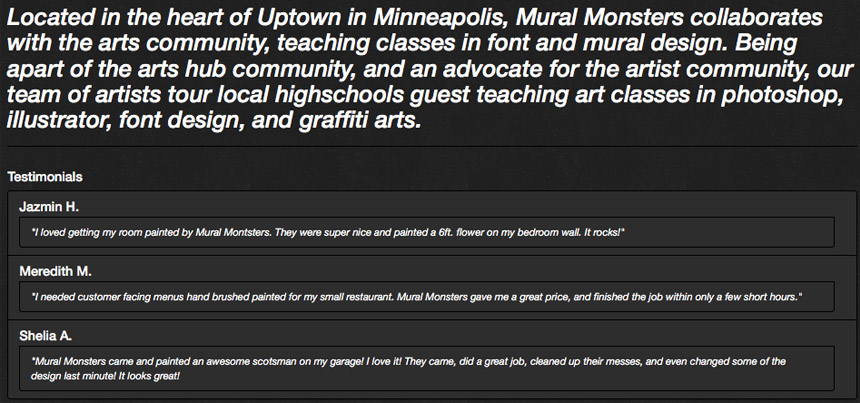 Located in the heart of Uptown in Minneapolis, Mural Monsters collaborates
with the arts community, teaching classes in font and mural design. Being
apart of the arts hub community, and an advocate for the artist community, our
team of artists tour local highschools guest teaching art classes in photoshop,
illustrator, font design, and graffiti arts.
Testimonials
Jazmin H.
"I loved getting my room painted by Mural Montsters. They were super nice and painted a 6ft. flower on my bedroom wall. It rocks!"
Meredith M.
"I needed customer facing menus hand brushed painted for my small restaurant. Mural Monsters gave me a great price, and finished the job within only a few short hours."
Shelia A.
"Mural Monsters came and painted an awesome scotsman on my garage! I love it! They came, did a great job, cleaned up their messes, and even changed some of the
design last minute! It looks great!